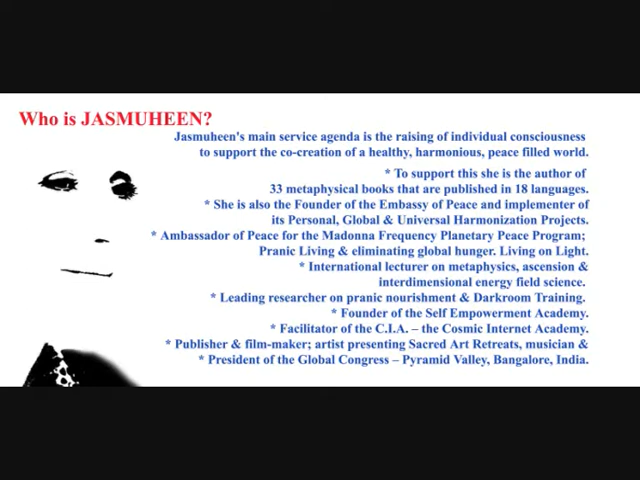 Who is JASMUHEEN?
Jasmuheen's main service agenda is the raising of individual consciousness
to support the co-creation of a healthy, harmonious, peace filled world.
* To support this she is the author of
33 metaphysical books that are published in 18 languages.
* She is also the Founder of the Embassy of Peace and implementer of
its Personal, Global & Universal Harmonization Projects.
* Ambassador of Peace for the Madonna Frequency Planetary Peace Program;
Pranic Living & eliminating global hunger. Living on Light.
* International lecturer on metaphysics, ascension &
interdimensional energy field science.
* Leading researcher on pranic nourishment & Darkroom Training.
* Founder of the Self Empowerment Academy.
* Facilitator of the C.I.A. – the Cosmic Internet Academy.
* Publisher & film-maker; artist presenting Sacred Art Retreats, musician &
* President of the Global Congress – Pyramid Valley, Bangalore, India.